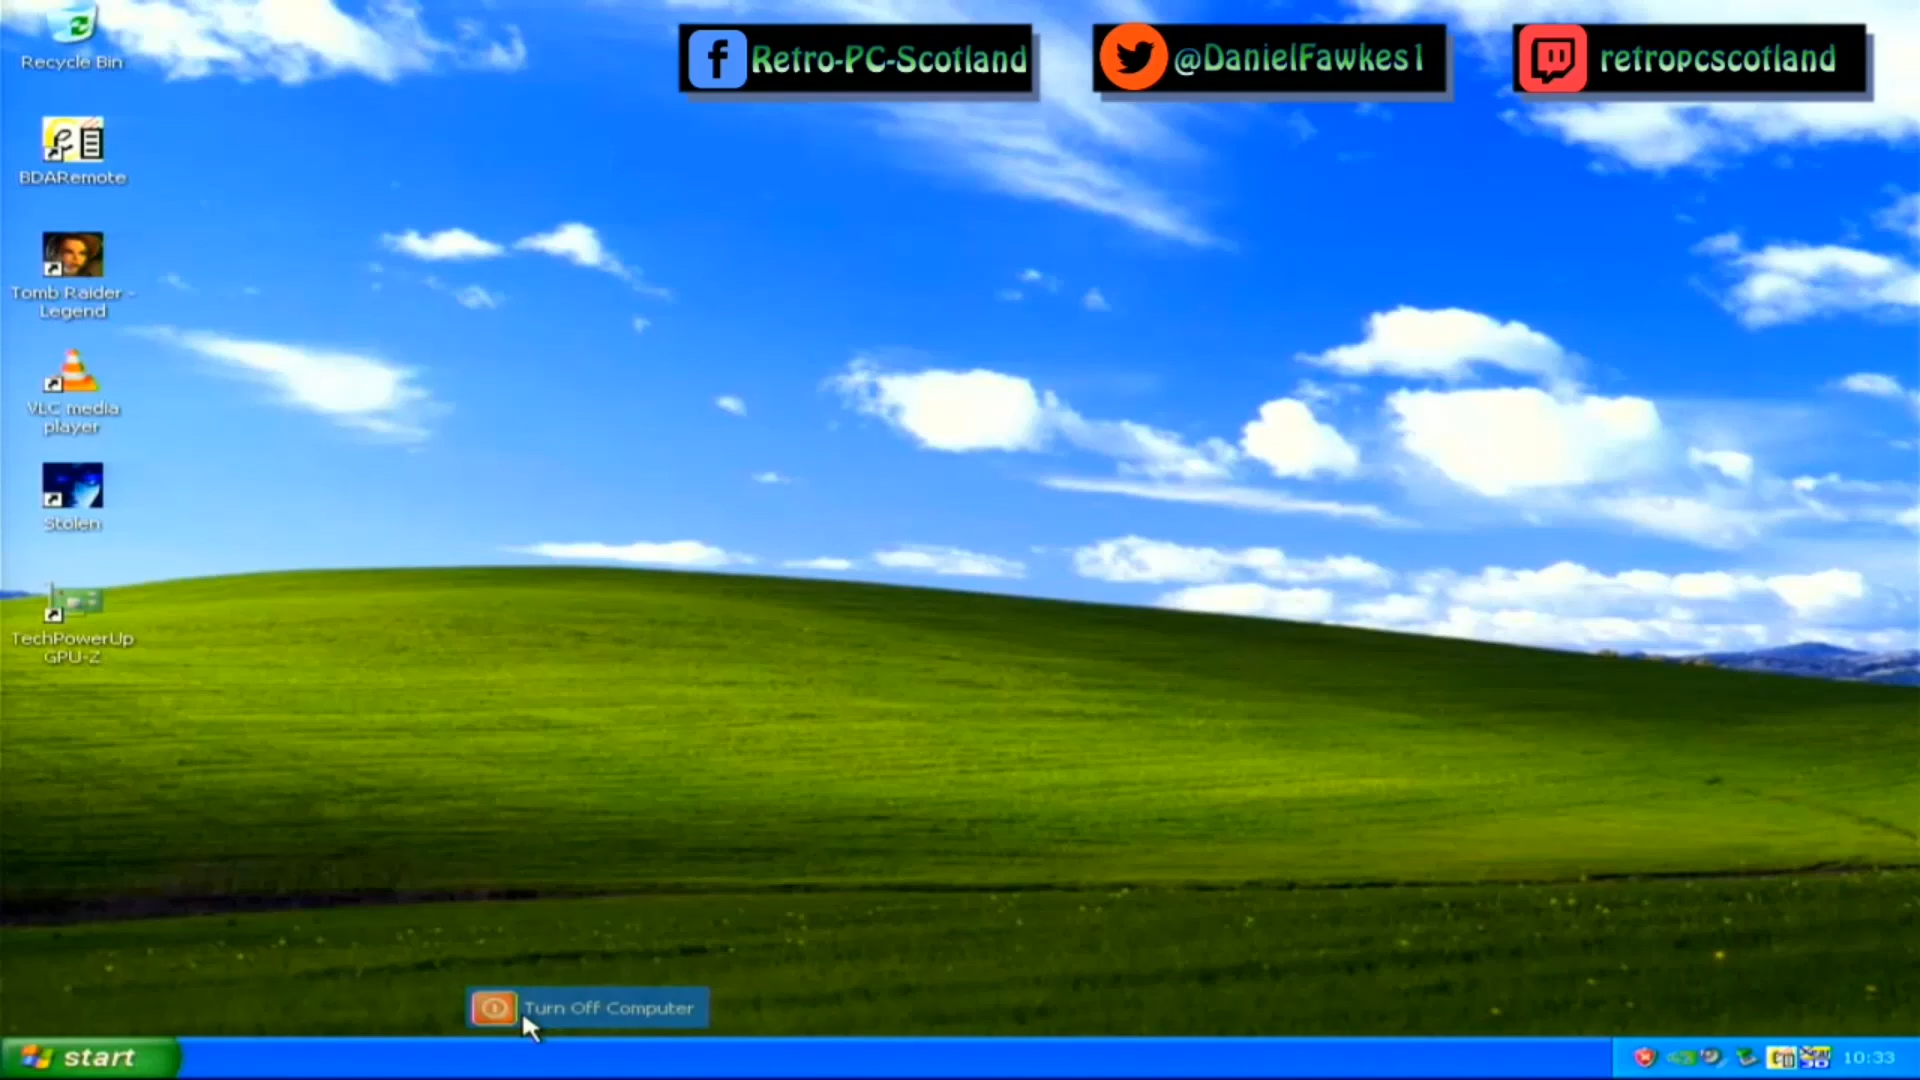 Recycle Bin
Retro-PC-Scotland
@DanielFawkes1
retropcscotland
BDARemote
Tomb Raider -
Legend
VLC media
player
Stolen
TechPowerUp
GPU-Z
Turn Off Computer
start
10:33